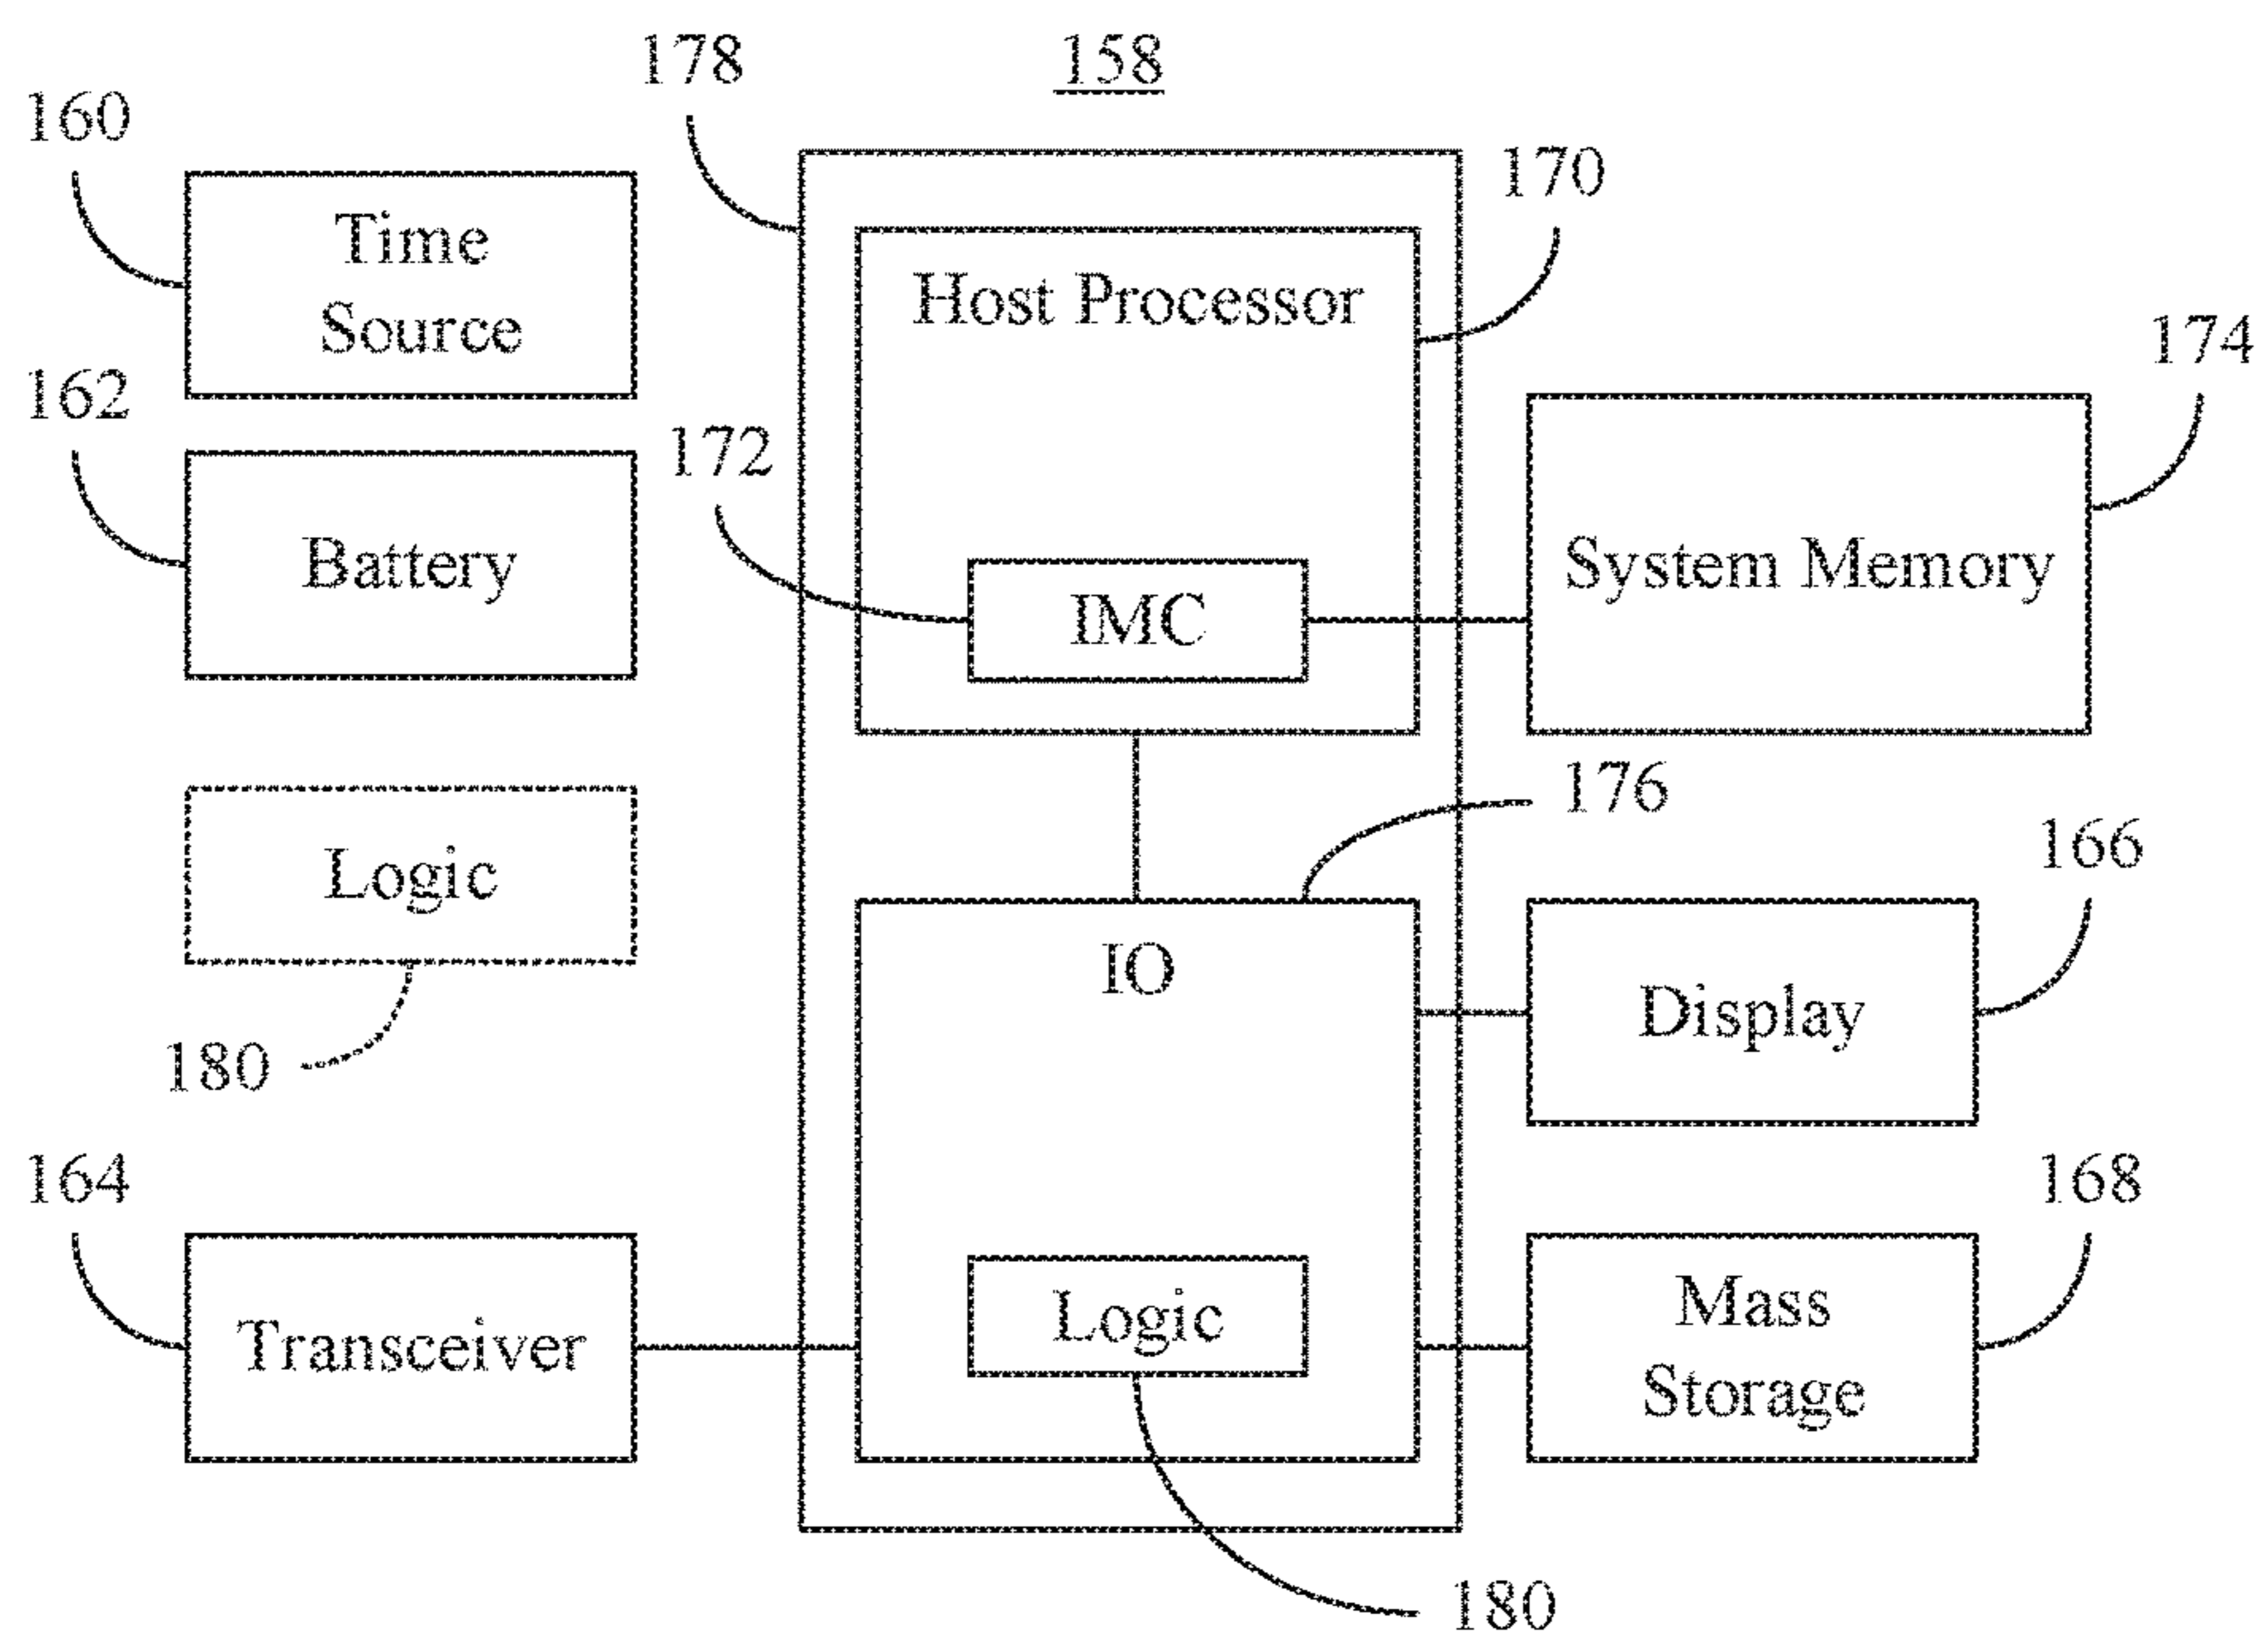 178
158
160
170
Time
Source
Host Processor
174
162
172
Battery
IMC
System Memory
176
Logic
166
IO
Display
180
164
168
Transceiver
Logic
Mass
Storage
180